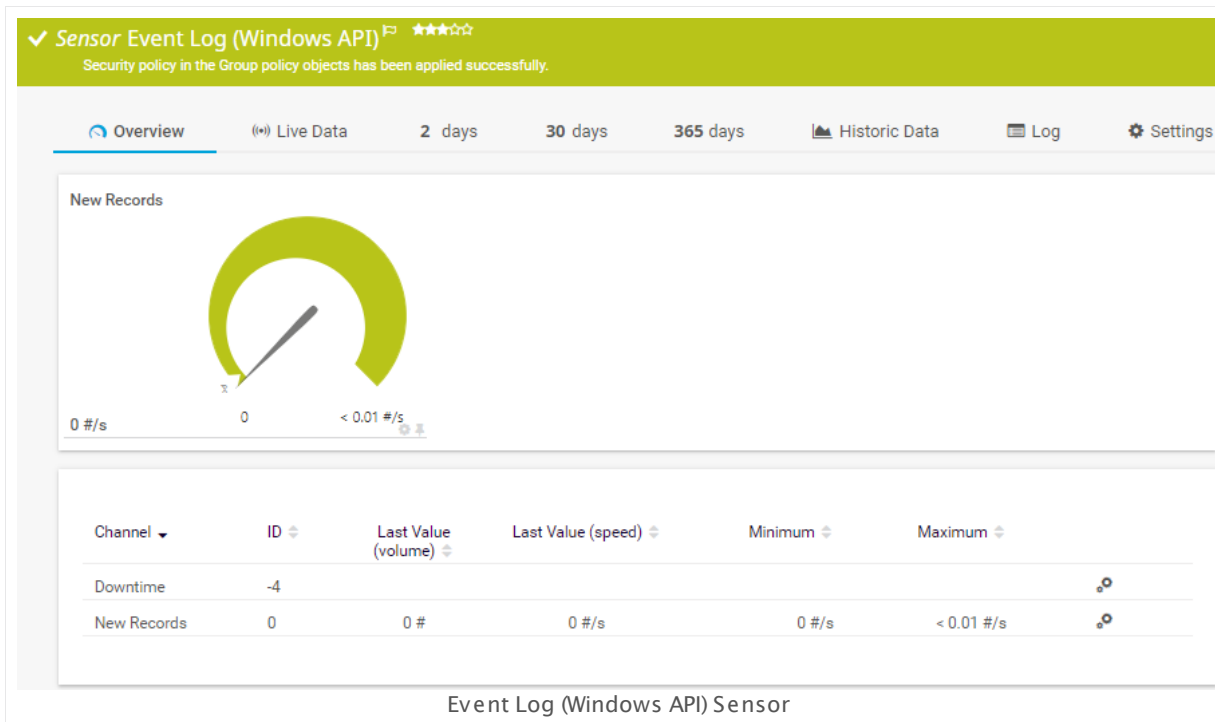 Sensor Event Log (Windows API)
Security policy in the Group policy objects has been applied successfully.
Overview Live Data 2 days 30 days 365 days Historic Data Log Settings
New Records
0 #/s 0 < 0.01 #/s
Channel ID Last Value (volume) Last Value (speed) Minimum Maximum
Downtime -4
New Records 0 0 # 0 #/s 0 #/s < 0.01 #/s
Event Log (Windows API) Sensor